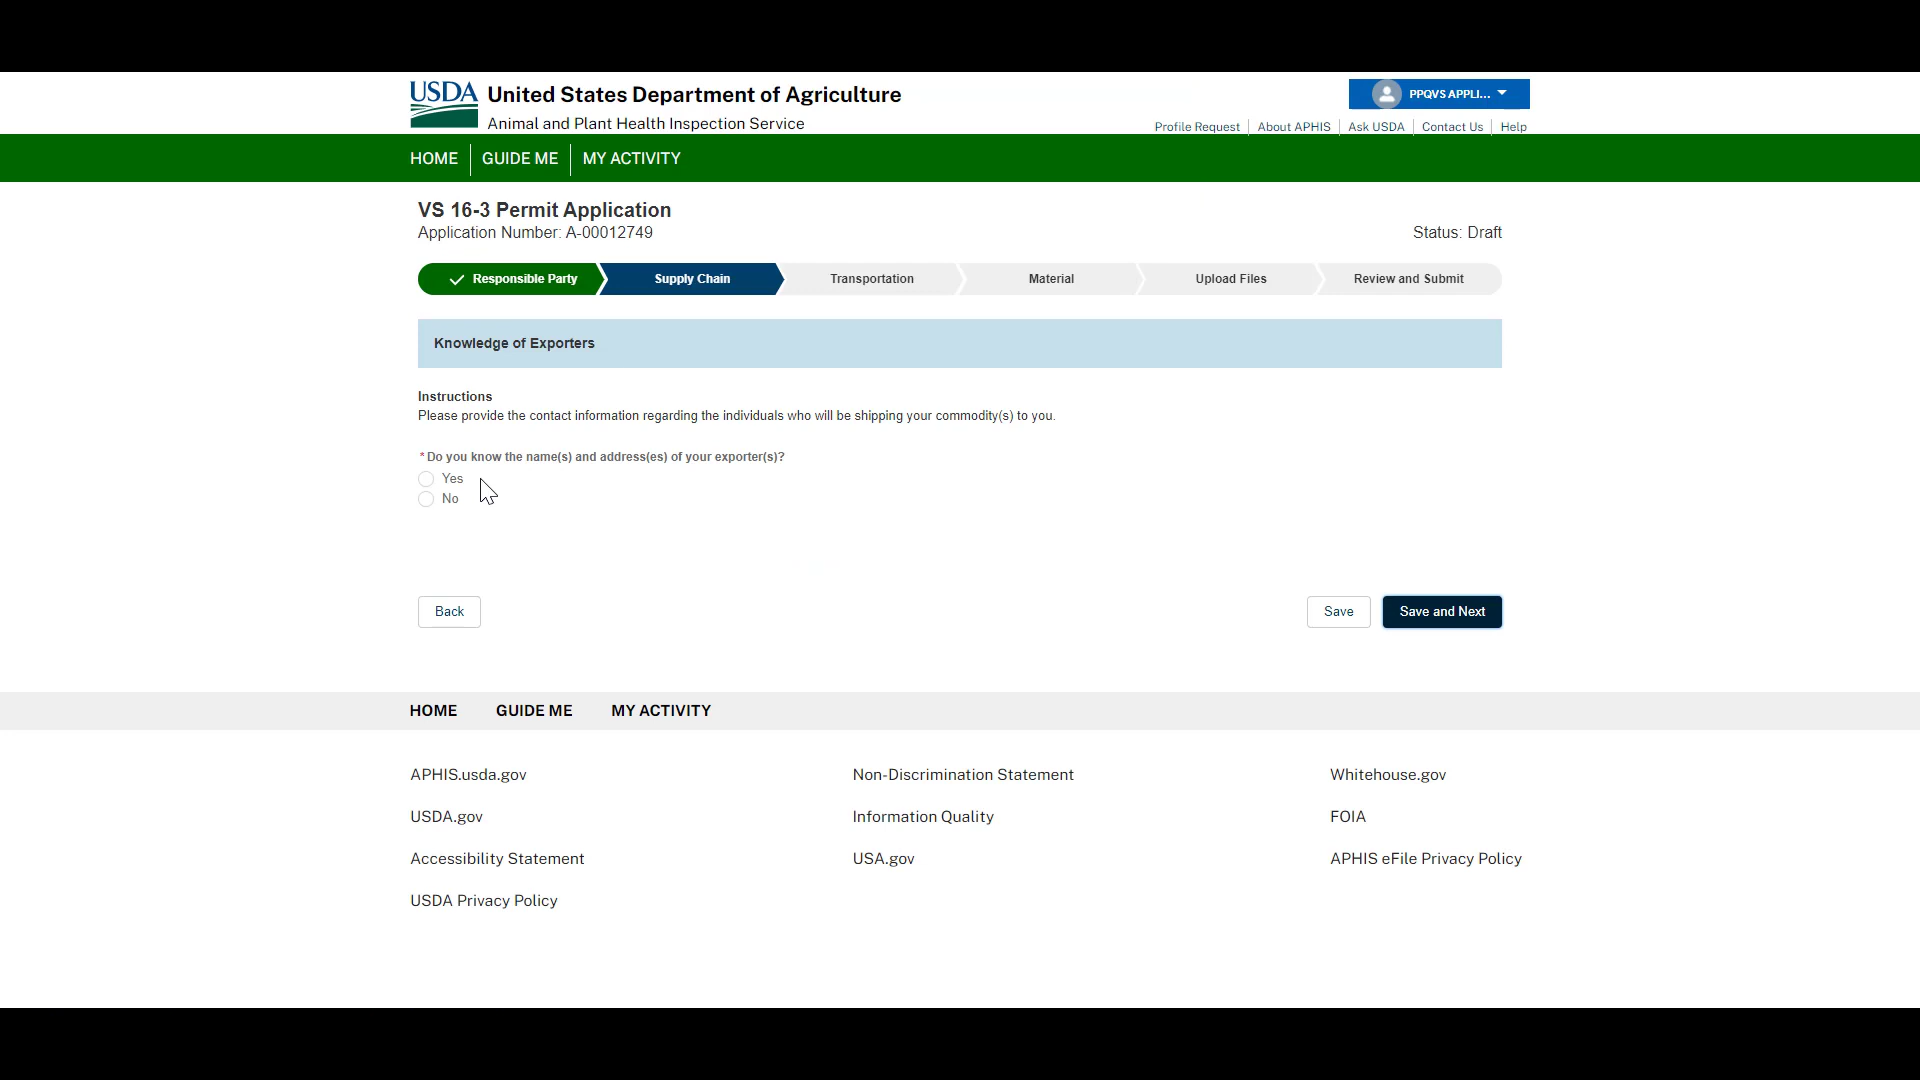 USDA United States Department of Agriculture
Animal and Plant Health Inspection Service
PPQVS APPLI...
Profile Request About APHIS Ask USDA Contact Us Help
HOME GUIDE ME MY ACTIVITY
VS 16-3 Permit Application
Application Number: A-00012749 Status: Draft
Responsible Party Supply Chain Transportation Material Upload Files Review and Submit
Knowledge of Exporters
Instructions
Please provide the contact information regarding the individuals who will be shipping your commodity(s) to you.
*Do you know the name(s) and address(es) of your exporter(s)?
Yes
No
Back Save Save and Next
HOME GUIDE ME MY ACTIVITY
APHIS.usda.gov Non-Discrimination Statement Whitehouse.gov
USDA.gov Information Quality FOIA
Accessibility Statement USA.gov APHIS eFile Privacy Policy
USDA Privacy Policy